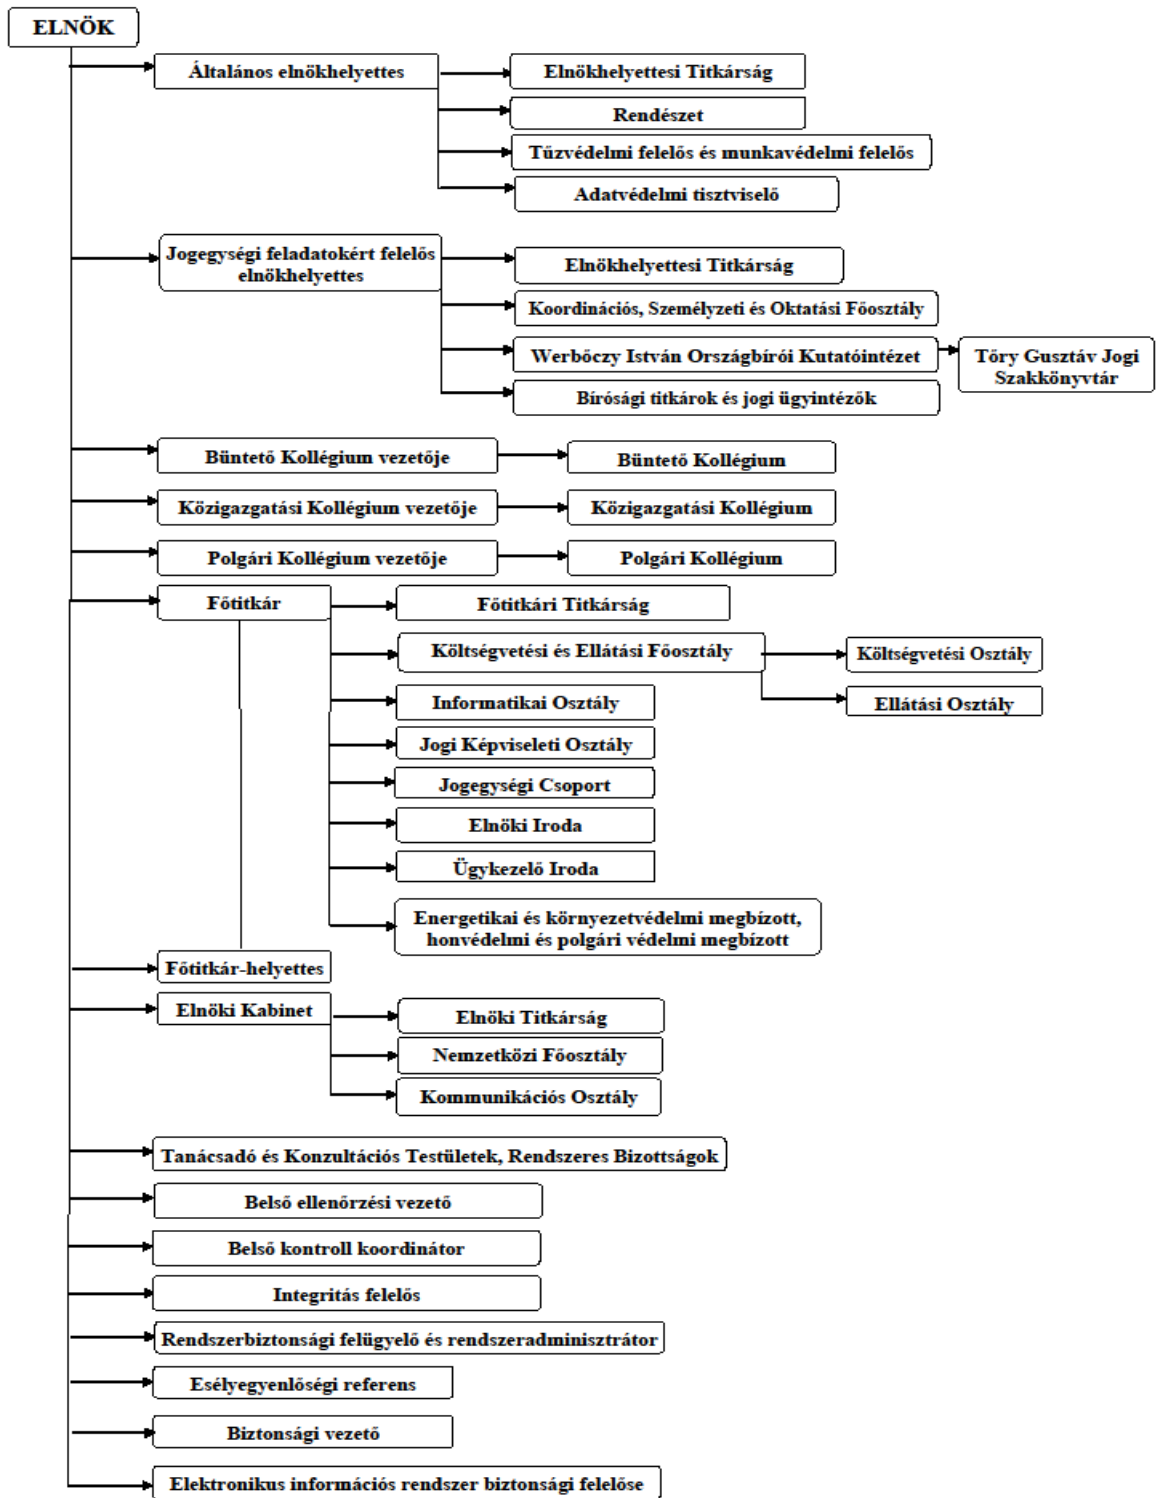 ELNÖK
Általános elnökhelyettes
Elnökhelyettesi Titkárság
Rendészet
Tűzvédelmi felelős és munkavédelmi felelős
Adatvédelmi tisztviselő
Jogegységi feladatokért felelős
elnökhelyettes
Elnökhelyettesi Titkárság
Koordinációs, Személyzeti és Oktatási Főosztály
Werbőczy István Országbírói Kutatóintézet
Tőry Gusztáv Jogi
Szakkönyvtár
Bírósági titkárok és jogi ügyintézők
Büntető Kollégium vezetője
Büntető Kollégium
Közigazgatási Kollégium vezetője
Közigazgatási Kollégium
Polgári Kollégium vezetője
Polgári Kollégium
Főtitkár
Főtitkári Titkárság
Költségvetési és Ellátási Főosztály
Költségvetési Osztály
Ellátási Osztály
Informatikai Osztály
Jogi Képviseleti Osztály
Jogegységi Csoport
Elnöki Iroda
Ügykezelő Iroda
Energetikai és környezetvédelmi megbízott,
honvédelmi és polgári védelmi megbízott
Főtitkár-helyettes
Elnöki Kabinet
Elnöki Titkárság
Nemzetközi Főosztály
Kommunikációs Osztály
Tanácsadó és Konzultációs Testületek, Rendszeres Bizottságok
Belső ellenőrzési vezető
Belső kontroll koordinátor
Integritás felelős
Rendszerbiztonsági felügyelő és rendszeradminisztrátor
Esélyegyenlőségi referens
Biztonsági vezető
Elektronikus információs rendszer biztonsági felelőse